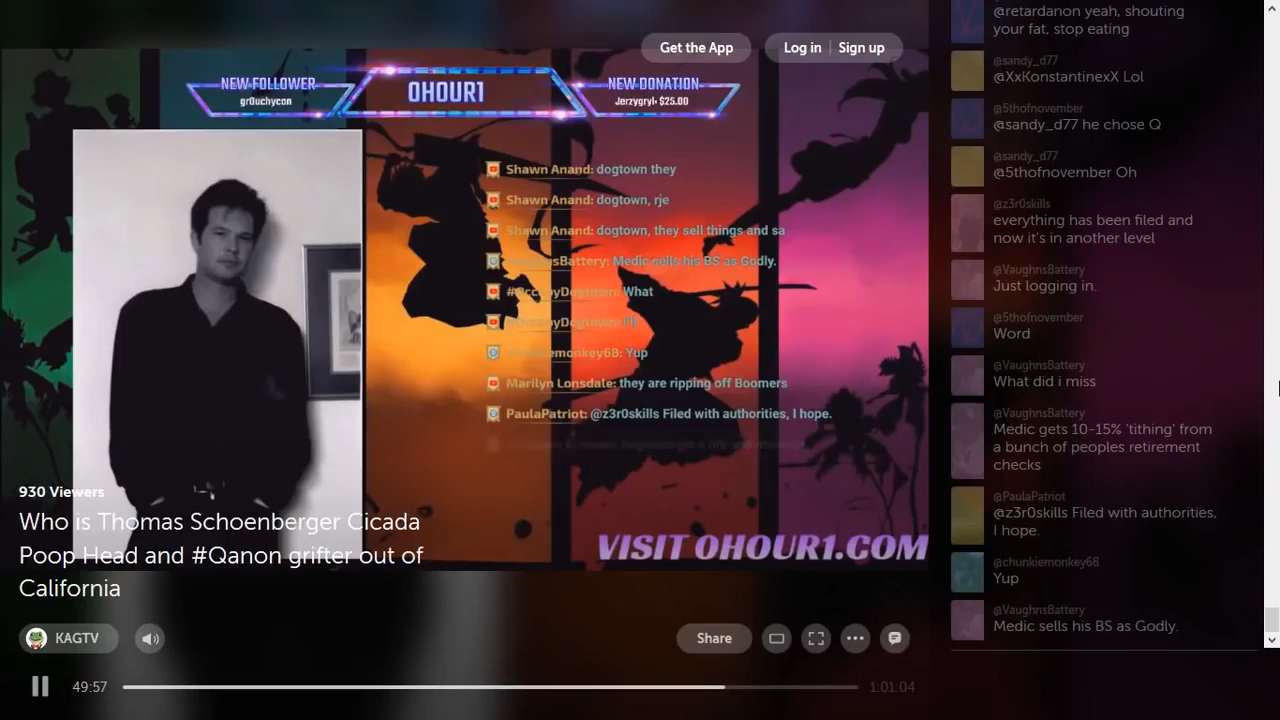 Get the App
Log in
Sign up
NEW FOLLOWER
gr0uchycon
0HOUR1
NEW DONATION
Jerzygryl: $25.00
Shawn Anand: dogtown they
Shawn Anand: dogtown, rje
Shawn Anand: dogtown, they sell things and sa
Battery: Medic sells his BS as Godly.
What
Yup
Marilyn Lonsdale: they are ripping off Boomers
PaulaPatriot: @z3r0skills Filed with authorities, I hope.
930 Viewers
Who is Thomas Schoenberger Cicada
Poop Head and #Qanon grifter out of
California
VISIT 0HOUR1.COM
KAGTV
Share
49:57
1:01:04
@retardanon yeah, shouting
your fat, stop eating
@sandy_d77
@XxKonstantinexX Lol
@5thofnovember
@sandy_d77 he chose Q
@sandy_d77
@5thofnovember Oh
@z3r0skills
everything has been filed and
now it's in another level
@VaughnsBattery
Just logging in.
@5thofnovember
Word
@VaughnsBattery
What did i miss
@VaughnsBattery
Medic gets 10-15% 'tithing' from
a bunch of peoples retirement
checks
@PaulaPatriot
@z3r0skills Filed with authorities,
I hope.
@chunkiemonkey68
Yup
@VaughnsBattery
Medic sells his BS as Godly.